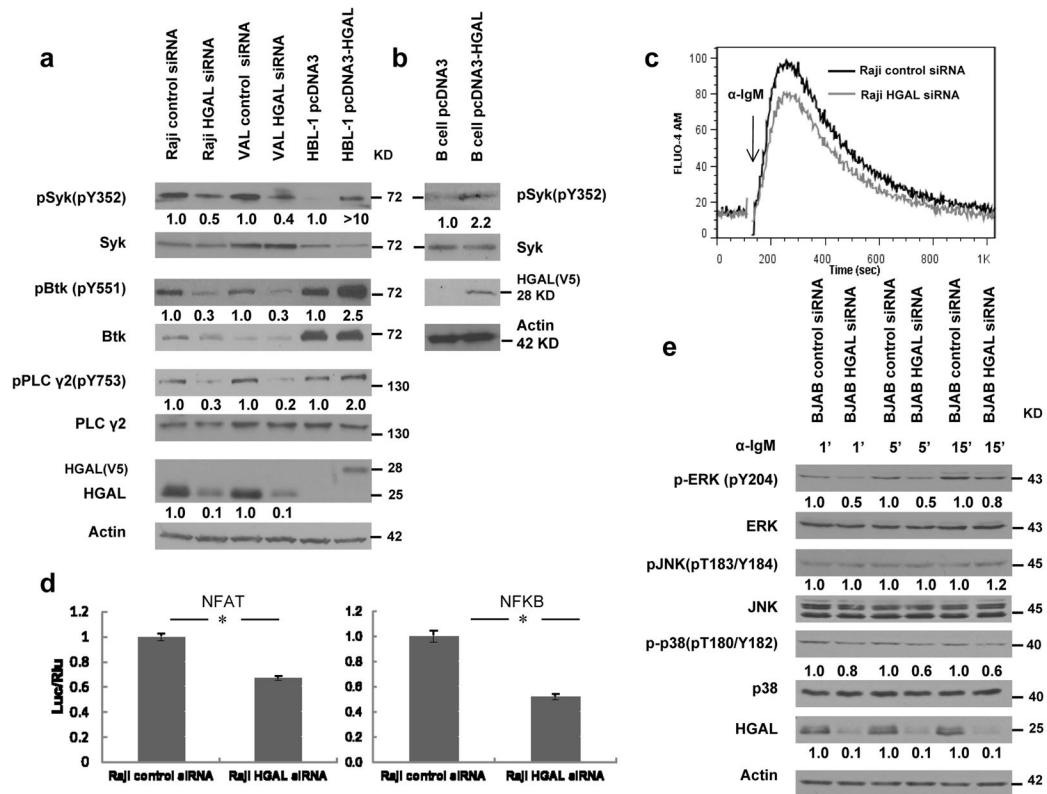 a
Raji control siRNA
Raji HGAL siRNA
VAL control siRNA
VAL HGAL siRNA
HBL-1 pcDNA3
HBL-1 pcDNA3-HGAL
KD
pSyk(pY352)
72
1.0 0.5 1.0 0.4 1.0 >10
Syk
72
pBtk (pY551)
72
1.0 0.3 1.0 0.3 1.0 2.5
Btk
72
pPLC γ2(pY753)
130
1.0 0.3 1.0 0.2 1.0 2.0
PLC γ2
130
HGAL(V5)
28
HGAL
25
1.0 0.1 1.0 0.1
Actin
42
b
B cell pcDNA3
B cell pcDNA3-HGAL
pSyk(pY352)
1.0 2.2
Syk
HGAL(V5)
28 KD
Actin
42 KD
c
FLUO-4 AM
100
80
60
40
20
0
α-IgM
Raji control siRNA
Raji HGAL siRNA
0 200 400 600 800 1K
Time (sec)
d
NFAT
*
Luc/Rlu
1.2
1
0.8
0.6
0.4
0.2
0
Raji control siRNA Raji HGAL siRNA
NFKB
*
1.2
1
0.8
0.6
0.4
0.2
0
Raji control siRNA Raji HGAL siRNA
e
BJAB control siRNA
BJAB HGAL siRNA
BJAB control siRNA
BJAB HGAL siRNA
BJAB control siRNA
BJAB HGAL siRNA
KD
α-IgM 1’ 1’ 5’ 5’ 15’ 15’
p-ERK (pY204)
43
1.0 0.5 1.0 0.5 1.0 0.8
ERK
43
pJNK(pT183/Y184)
45
1.0 1.0 1.0 1.0 1.0 1.2
JNK
45
p-p38(pT180/Y182)
40
1.0 0.8 1.0 0.6 1.0 0.6
p38
40
HGAL
25
1.0 0.1 1.0 0.1 1.0 0.1
Actin
42